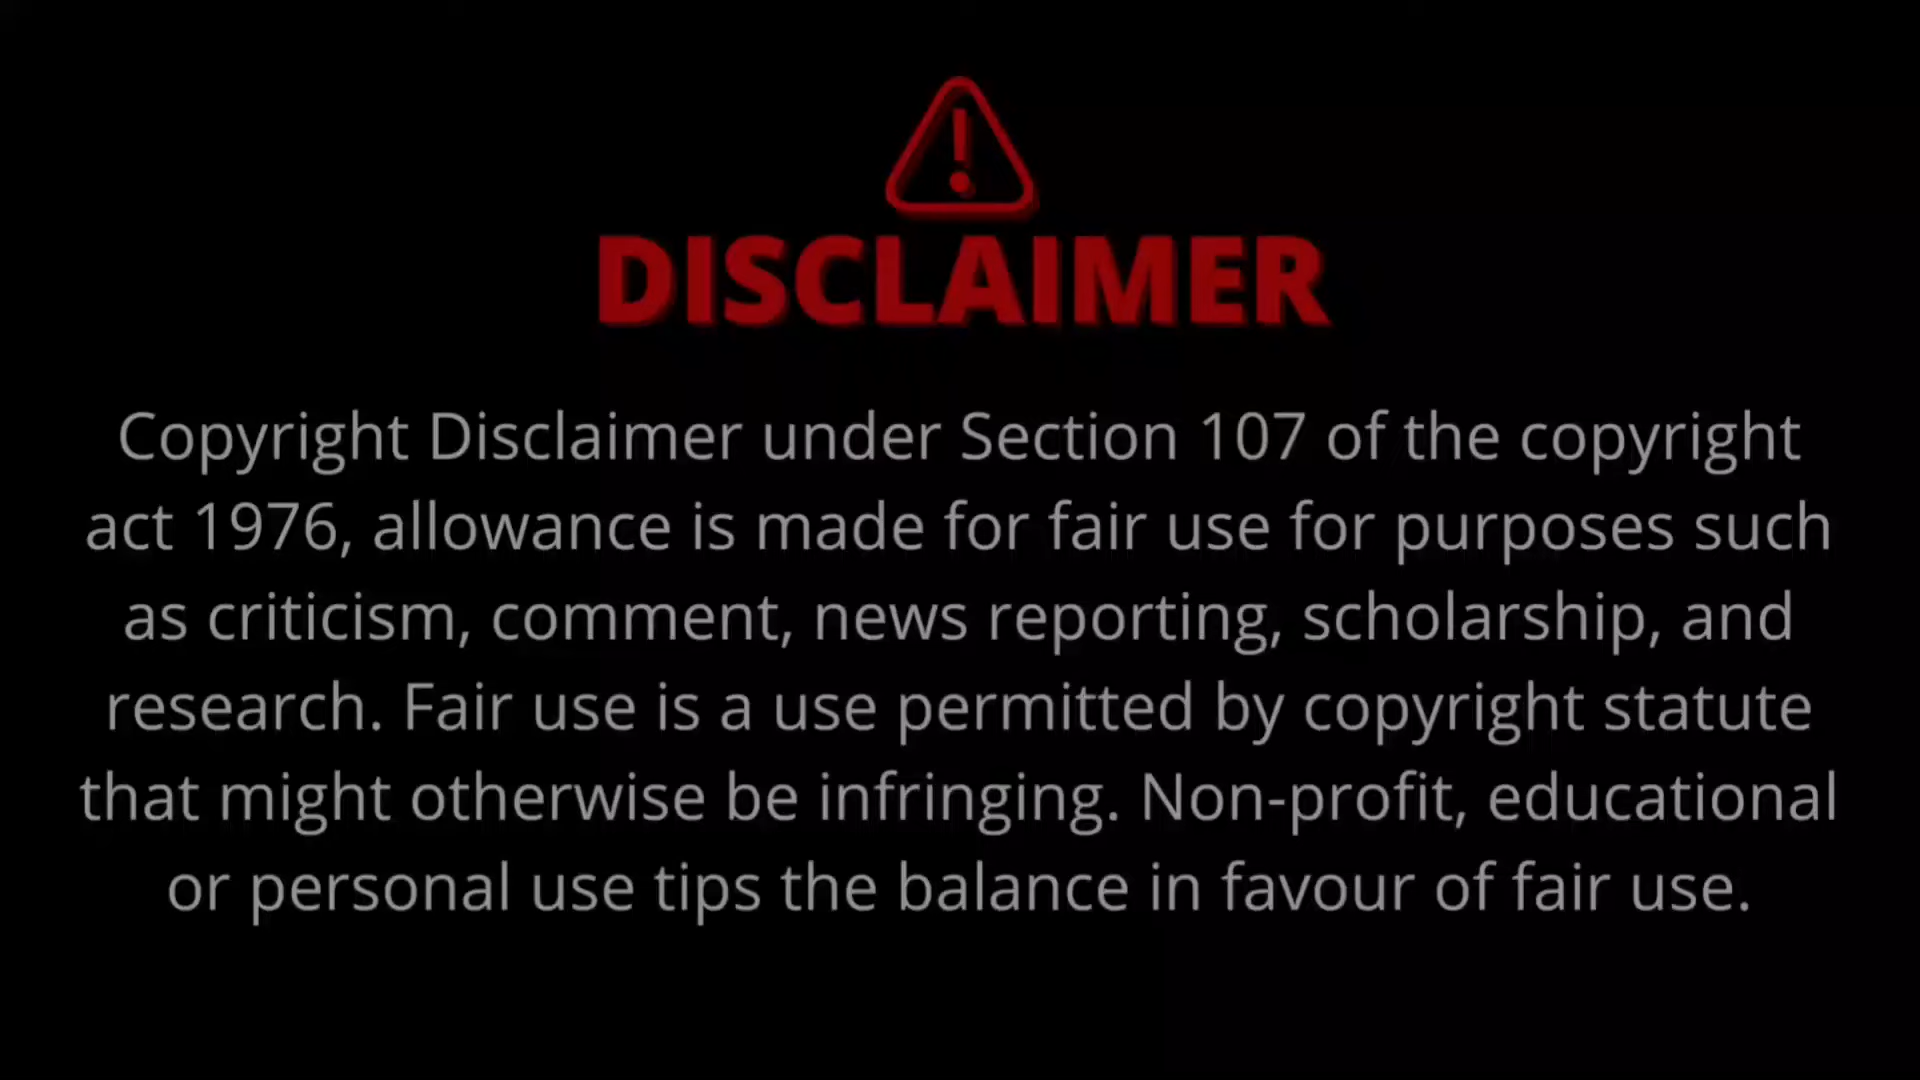 DISCLAIMER
Copyright Disclaimer under Section 107 of the copyright
act 1976, allowance is made for fair use for purposes such
as criticism, comment, news reporting, scholarship, and
research. Fair use is a use permitted by copyright statute
that might otherwise be infringing. Non-profit, educational
or personal use tips the balance in favour of fair use.